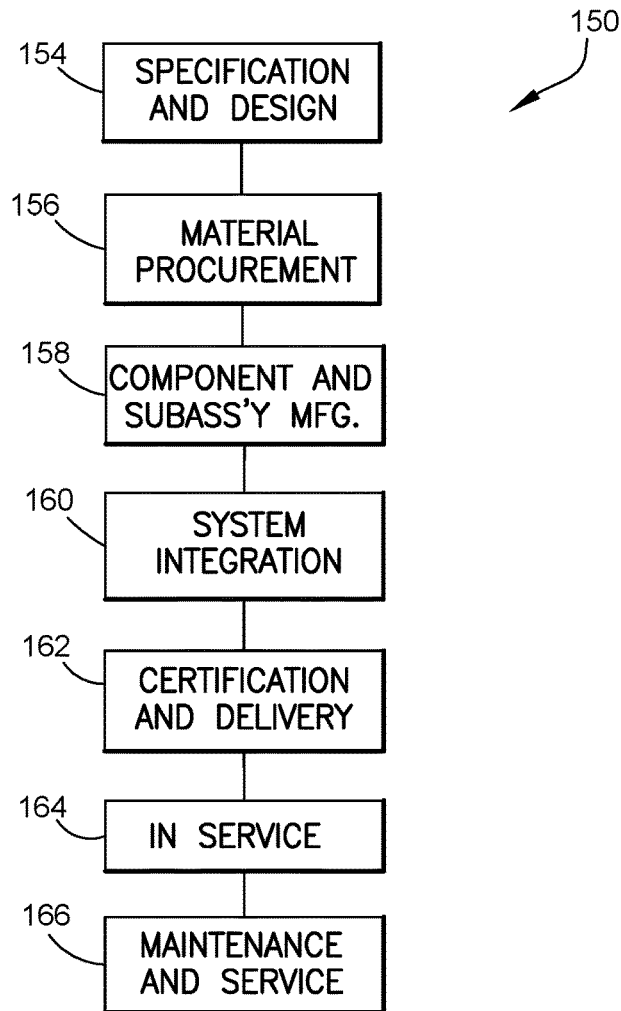 150
154
SPECIFICATION
AND DESIGN
156
MATERIAL
PROCUREMENT
158
COMPONENT AND
SUBASS'Y MFG.
160
SYSTEM
INTEGRATION
162
CERTIFICATION
AND DELIVERY
164
IN SERVICE
166
MAINTENANCE
AND SERVICE